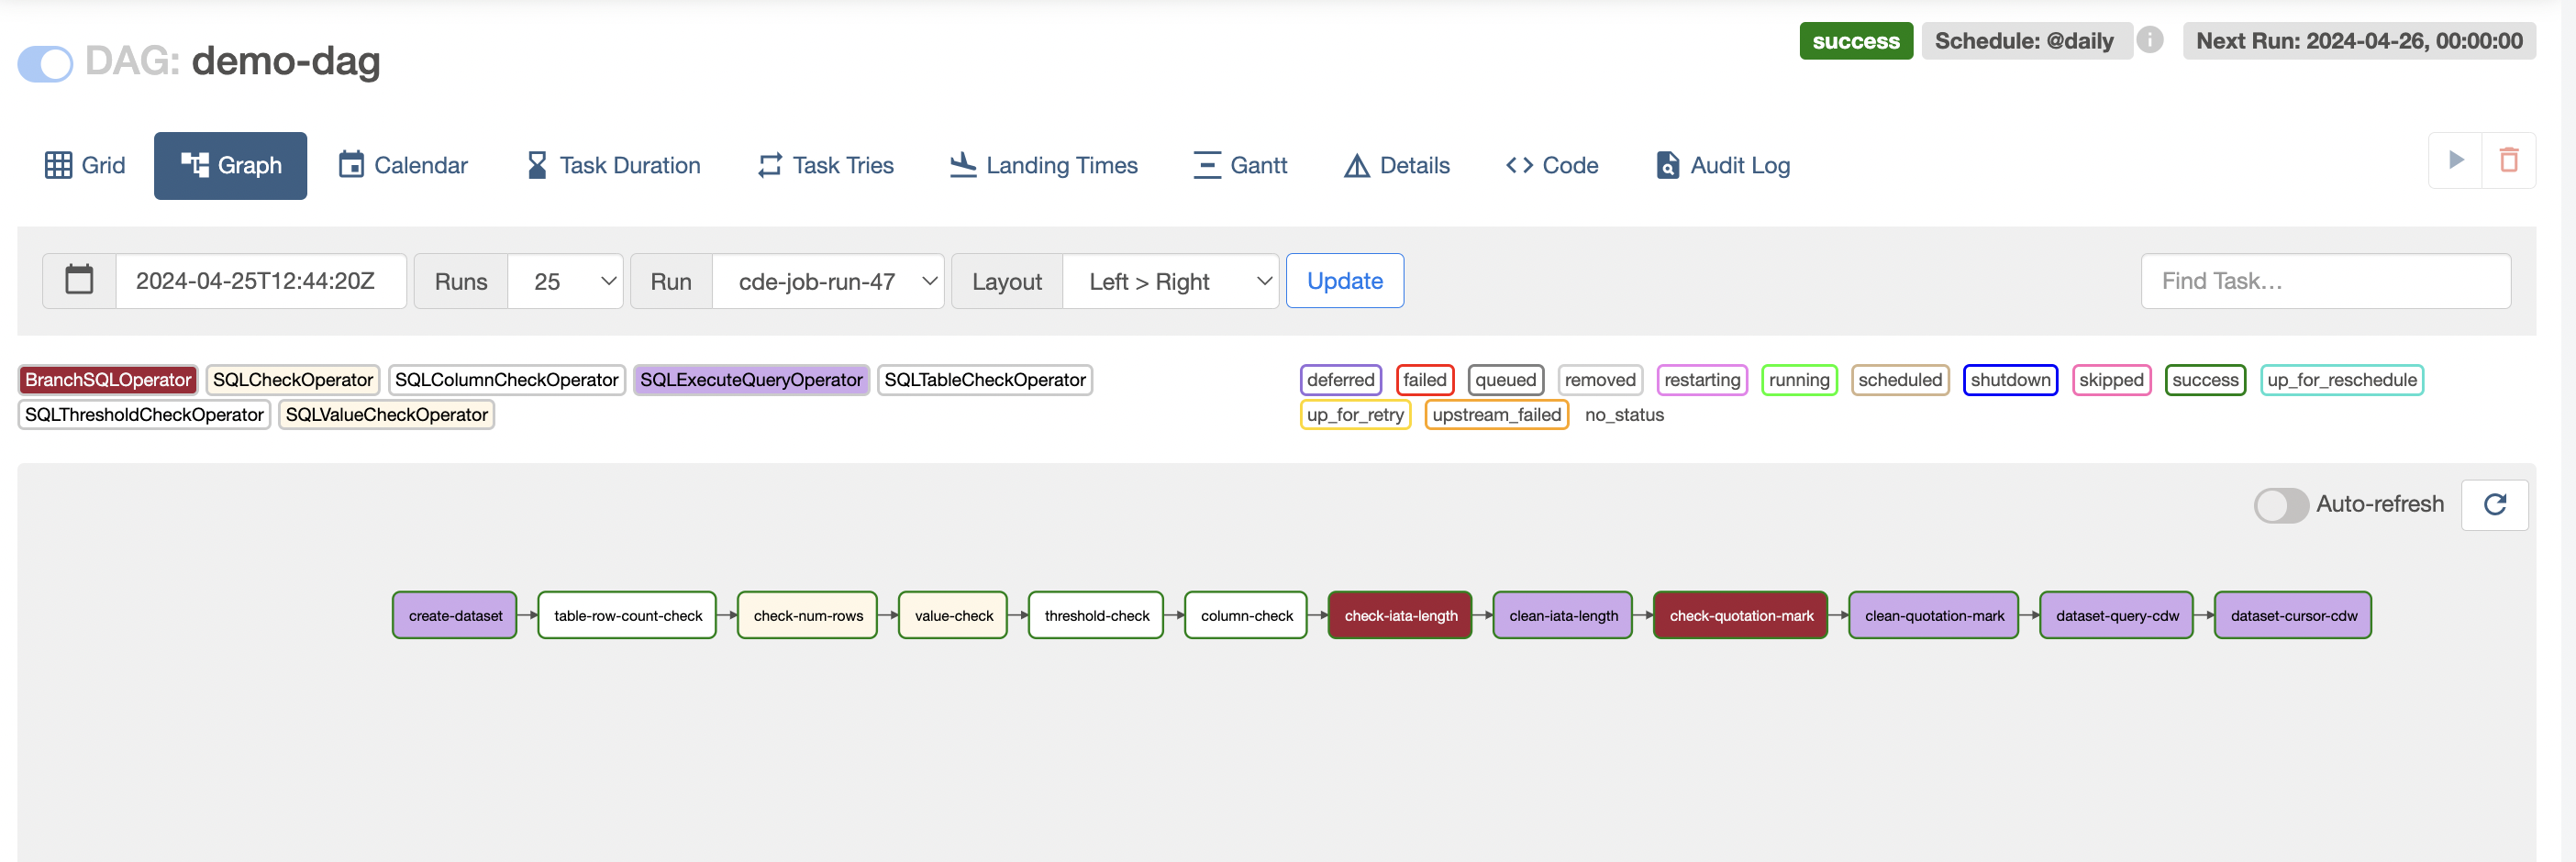 DAG: demo-dag
success Schedule: @daily i Next Run: 2024-04-26, 00:00:00
Grid Graph Calendar Task Duration Task Tries Landing Times Gantt Details Code Audit Log
2024-04-25T12:44:20Z Runs 25 Run cde-job-run-47 Layout Left > Right Update Find Task…
BranchSQLOperator SQLCheckOperator SQLColumnCheckOperator SQLExecuteQueryOperator SQLTableCheckOperator
SQLThresholdCheckOperator SQLValueCheckOperator
deferred failed queued removed restarting running scheduled shutdown skipped success up_for_reschedule
up_for_retry upstream_failed no_status
Auto-refresh
create-dataset table-row-count-check check-num-rows value-check threshold-check column-check check-iata-length clean-iata-length check-quotation-mark clean-quotation-mark dataset-query-cdw dataset-cursor-cdw